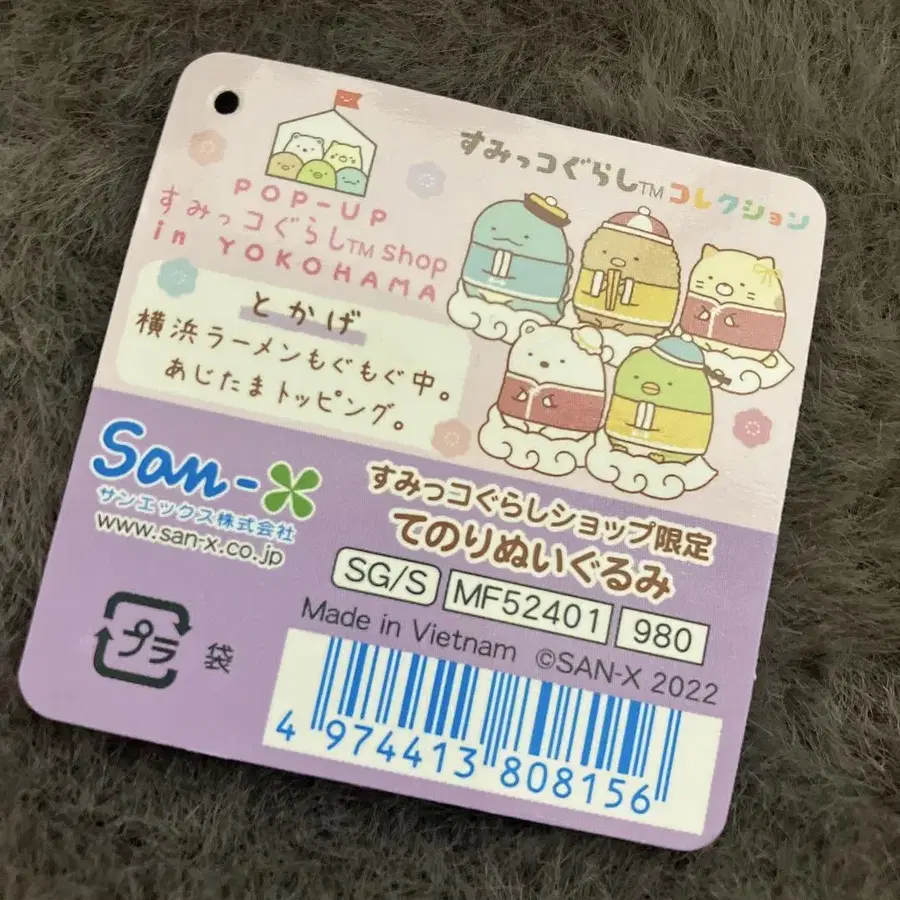 すみっコぐらし™コレクション
POP-UP
すみっコぐらし™ shop
in YOKOHAMA
とかげ
横浜ラーメンもぐもぐ中。
あじたまトッピング。
San-X
サンエックス株式会社
www.san-x.co.jp
すみっコぐらしショップ限定
てのりぬいぐるみ
SG/S MF52401 980
Made in Vietnam ©SAN-X 2022
プラ 袋
4 974413 808156